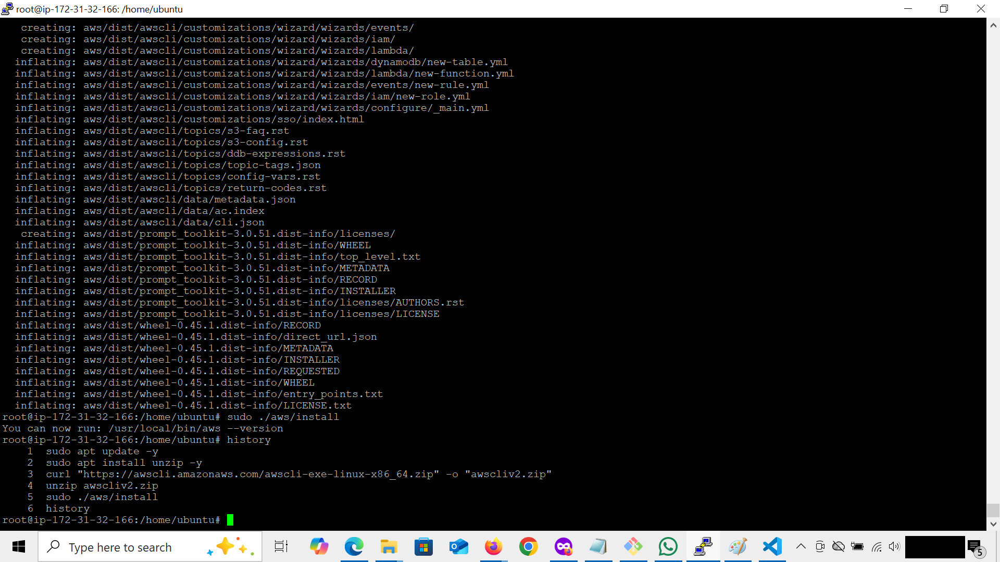 root@ip-172-31-32-166: /home/ubuntu
creating: aws/dist/awscli/customizations/wizard/wizards/events/
creating: aws/dist/awscli/customizations/wizard/wizards/iam/
creating: aws/dist/awscli/customizations/wizard/wizards/lambda/
inflating: aws/dist/awscli/customizations/wizard/wizards/dynamodb/new-table.yml
inflating: aws/dist/awscli/customizations/wizard/wizards/lambda/new-function.yml
inflating: aws/dist/awscli/customizations/wizard/wizards/events/new-rule.yml
inflating: aws/dist/awscli/customizations/wizard/wizards/iam/new-role.yml
inflating: aws/dist/awscli/customizations/wizard/wizards/configure/_main.yml
inflating: aws/dist/awscli/customizations/sso/index.html
inflating: aws/dist/awscli/topics/s3-faq.rst
inflating: aws/dist/awscli/topics/s3-config.rst
inflating: aws/dist/awscli/topics/ddb-expressions.rst
inflating: aws/dist/awscli/topics/topic-tags.json
inflating: aws/dist/awscli/topics/config-vars.rst
inflating: aws/dist/awscli/topics/return-codes.rst
inflating: aws/dist/awscli/data/metadata.json
inflating: aws/dist/awscli/data/ac.index
inflating: aws/dist/awscli/data/cli.json
creating: aws/dist/prompt_toolkit-3.0.51.dist-info/licenses/
inflating: aws/dist/prompt_toolkit-3.0.51.dist-info/WHEEL
inflating: aws/dist/prompt_toolkit-3.0.51.dist-info/top_level.txt
inflating: aws/dist/prompt_toolkit-3.0.51.dist-info/METADATA
inflating: aws/dist/prompt_toolkit-3.0.51.dist-info/RECORD
inflating: aws/dist/prompt_toolkit-3.0.51.dist-info/INSTALLER
inflating: aws/dist/prompt_toolkit-3.0.51.dist-info/licenses/AUTHORS.rst
inflating: aws/dist/prompt_toolkit-3.0.51.dist-info/licenses/LICENSE
inflating: aws/dist/wheel-0.45.1.dist-info/RECORD
inflating: aws/dist/wheel-0.45.1.dist-info/direct_url.json
inflating: aws/dist/wheel-0.45.1.dist-info/METADATA
inflating: aws/dist/wheel-0.45.1.dist-info/INSTALLER
inflating: aws/dist/wheel-0.45.1.dist-info/REQUESTED
inflating: aws/dist/wheel-0.45.1.dist-info/WHEEL
inflating: aws/dist/wheel-0.45.1.dist-info/entry_points.txt
inflating: aws/dist/wheel-0.45.1.dist-info/LICENSE.txt
root@ip-172-31-32-166:/home/ubuntu# sudo ./aws/install
You can now run: /usr/local/bin/aws --version
root@ip-172-31-32-166:/home/ubuntu# history
1 sudo apt update -y
2 sudo apt install unzip -y
3 curl "https://awscli.amazonaws.com/awscli-exe-linux-x86_64.zip" -o "awscliv2.zip"
4 unzip awscliv2.zip
5 sudo ./aws/install
6 history
root@ip-172-31-32-166:/home/ubuntu#
Type here to search
5